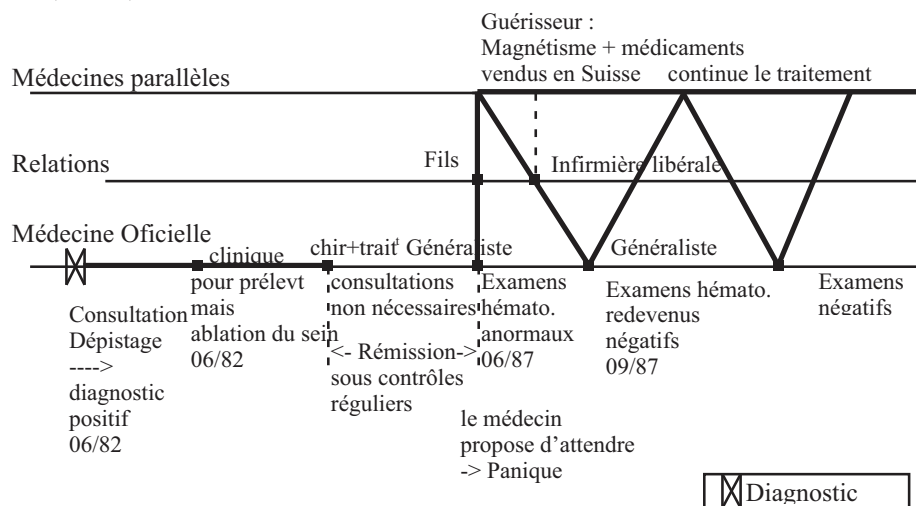 Guérisseur :
Magnétisme + médicaments
vendus en Suisse continue le traitement
Médecines parallèles
Fils
Infirmière libérale
Relations
Médecine Oficielle
clinique
pour prélevt
mais
ablation du sein
06/82
chir+trait^t Généraliste
consultations
non nécessaires
<- Rémission->
sous contrôles
réguliers
Examens
hémato.
anormaux
06/87
Généraliste
Examens hémato.
redevenus
négatifs
09/87
Examens
négatifs
Consultation
Dépistage
---->
diagnostic
positif
06/82
le médecin
propose d’attendre
-> Panique
Diagnostic